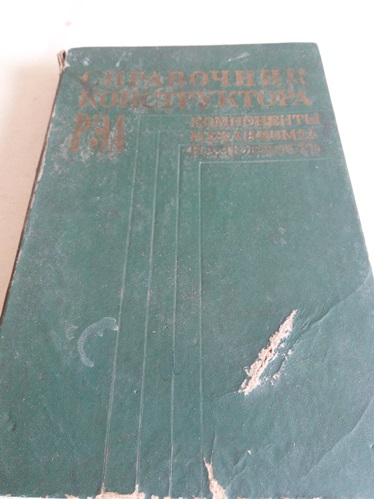 СПРАВОЧНИК
КОНСТРУКТОРА
РЭА
КОМПОНЕНТЫ
МЕХАНИЗМЫ
НАДЕЖНОСТЬ